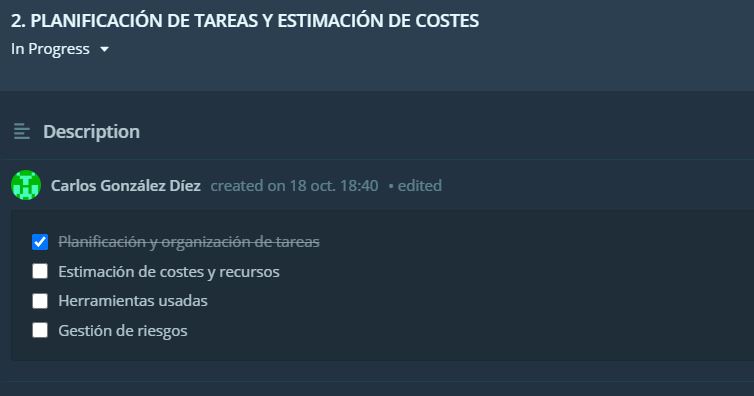 2. PLANIFICACIÓN DE TAREAS Y ESTIMACIÓN DE COSTES
In Progress
Description
Carlos González Díez created on 18 oct. 18:40 • edited
Planificación y organización de tareas
Estimación de costes y recursos
Herramientas usadas
Gestión de riesgos